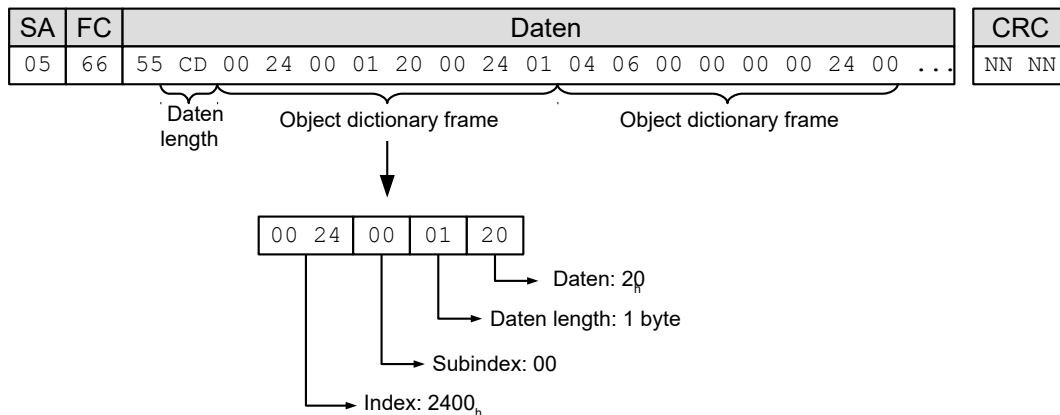 SA FC Daten CRC
05 66 55 CD 00 24 00 01 20 00 24 01 04 06 00 00 00 00 24 00 ... NN NN
Daten length
Object dictionary frame
Object dictionary frame
00 24 00 01 20
Daten: 20h
Daten length: 1 byte
Subindex: 00
Index: 2400h